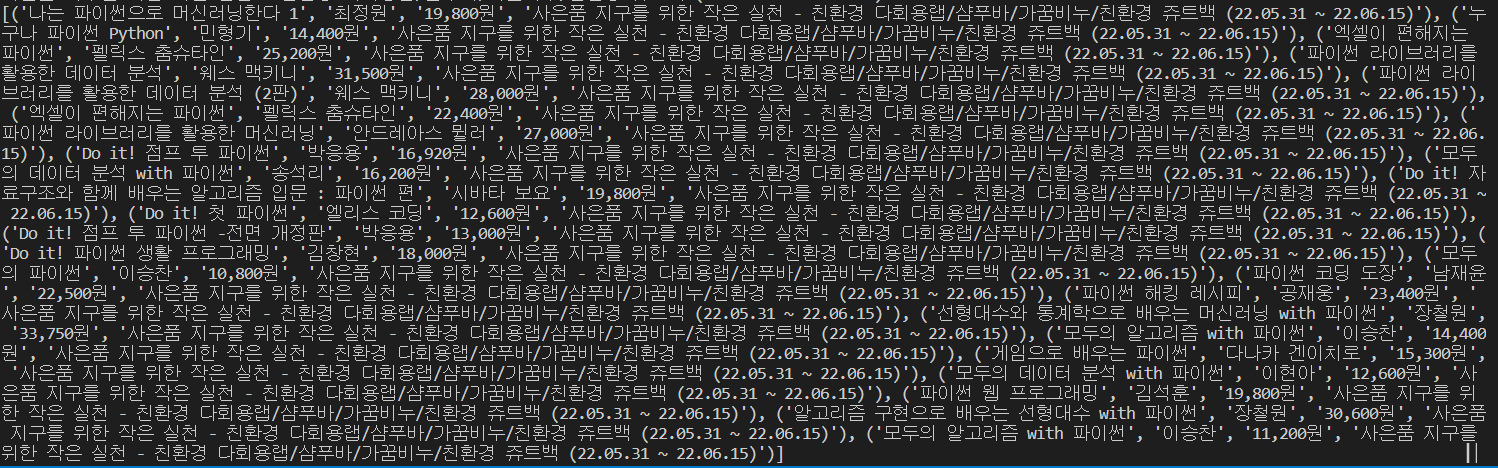 [('나는 파이썬으로 머신러닝한다 1', '최정원', '19,800원', '사은품 지구를 위한 작은 실천 - 친환경 다회용랩/샴푸바/가꿈비누/친환경 쥬트백 (22.05.31 ~ 22.06.15)'), ('누
구나 파이썬 Python', '민형기', '14,400원', '사은품 지구를 위한 작은 실천 - 친환경 다회용랩/샴푸바/가꿈비누/친환경 쥬트백 (22.05.31 ~ 22.06.15)'), ('엑셀이 편해지는
파이썬', '펠릭스 춤슈타인', '25,200원', '사은품 지구를 위한 작은 실천 - 친환경 다회용랩/샴푸바/가꿈비누/친환경 쥬트백 (22.05.31 ~ 22.06.15)'), ('파이썬 라이브러리를
활용한 데이터 분석', '웨스 맥키니', '31,500원', '사은품 지구를 위한 작은 실천 - 친환경 다회용랩/샴푸바/가꿈비누/친환경 쥬트백 (22.05.31 ~ 22.06.15)'), ('파이썬 라이
브러리를 활용한 데이터 분석 (2판)', '웨스 맥키니', '28,000원', '사은품 지구를 위한 작은 실천 - 친환경 다회용랩/샴푸바/가꿈비누/친환경 쥬트백 (22.05.31 ~ 22.06.15)'),
('엑셀이 편해지는 파이썬', '펠릭스 춤슈타인', '22,400원', '사은품 지구를 위한 작은 실천 - 친환경 다회용랩/샴푸바/가꿈비누/친환경 쥬트백 (22.05.31 ~ 22.06.15)'), ('
파이썬 라이브러리를 활용한 머신러닝', '안드레아스 뮐러', '27,000원', '사은품 지구를 위한 작은 실천 - 친환경 다회용랩/샴푸바/가꿈비누/친환경 쥬트백 (22.05.31 ~ 22.06.
15)'), ('Do it! 점프 투 파이썬', '박응용', '16,920원', '사은품 지구를 위한 작은 실천 - 친환경 다회용랩/샴푸바/가꿈비누/친환경 쥬트백 (22.05.31 ~ 22.06.15)'), ('모두
의 데이터 분석 with 파이썬', '송석리', '16,200원', '사은품 지구를 위한 작은 실천 - 친환경 다회용랩/샴푸바/가꿈비누/친환경 쥬트백 (22.05.31 ~ 22.06.15)'), ('Do it! 자
료구조와 함께 배우는 알고리즘 입문 : 파이썬 편', '시바타 보요', '19,800원', '사은품 지구를 위한 작은 실천 - 친환경 다회용랩/샴푸바/가꿈비누/친환경 쥬트백 (22.05.31 ~
22.06.15)'), ('Do it! 첫 파이썬', '엘리스 코딩', '12,600원', '사은품 지구를 위한 작은 실천 - 친환경 다회용랩/샴푸바/가꿈비누/친환경 쥬트백 (22.05.31 ~ 22.06.15)'),
('Do it! 점프 투 파이썬 -전면 개정판', '박응용', '13,000원', '사은품 지구를 위한 작은 실천 - 친환경 다회용랩/샴푸바/가꿈비누/친환경 쥬트백 (22.05.31 ~ 22.06.15)'), (
'Do it! 파이썬 생활 프로그래밍', '김창현', '18,000원', '사은품 지구를 위한 작은 실천 - 친환경 다회용랩/샴푸바/가꿈비누/친환경 쥬트백 (22.05.31 ~ 22.06.15)'), ('모두
의 파이썬', '이승찬', '10,800원', '사은품 지구를 위한 작은 실천 - 친환경 다회용랩/샴푸바/가꿈비누/친환경 쥬트백 (22.05.31 ~ 22.06.15)'), ('파이썬 코딩 도장', '남재윤
', '22,500원', '사은품 지구를 위한 작은 실천 - 친환경 다회용랩/샴푸바/가꿈비누/친환경 쥬트백 (22.05.31 ~ 22.06.15)'), ('파이썬 해킹 레시피', '공재웅', '23,400원', '
사은품 지구를 위한 작은 실천 - 친환경 다회용랩/샴푸바/가꿈비누/친환경 쥬트백 (22.05.31 ~ 22.06.15)'), ('선형대수와 통계학으로 배우는 머신러닝 with 파이썬', '장철원',
'33,750원', '사은품 지구를 위한 작은 실천 - 친환경 다회용랩/샴푸바/가꿈비누/친환경 쥬트백 (22.05.31 ~ 22.06.15)'), ('모두의 알고리즘 with 파이썬', '이승찬', '14,400
원', '사은품 지구를 위한 작은 실천 - 친환경 다회용랩/샴푸바/가꿈비누/친환경 쥬트백 (22.05.31 ~ 22.06.15)'), ('게임으로 배우는 파이썬', '다나카 겐이치로', '15,300원',
'사은품 지구를 위한 작은 실천 - 친환경 다회용랩/샴푸바/가꿈비누/친환경 쥬트백 (22.05.31 ~ 22.06.15)'), ('모두의 데이터 분석 with 파이썬', '이현아', '12,600원', '사
은품 지구를 위한 작은 실천 - 친환경 다회용랩/샴푸바/가꿈비누/친환경 쥬트백 (22.05.31 ~ 22.06.15)'), ('파이썬 웹 프로그래밍', '김석훈', '19,800원', '사은품 지구를 위
한 작은 실천 - 친환경 다회용랩/샴푸바/가꿈비누/친환경 쥬트백 (22.05.31 ~ 22.06.15)'), ('알고리즘 구현으로 배우는 선형대수 with 파이썬', '장철원', '30,600원', '사은품
지구를 위한 작은 실천 - 친환경 다회용랩/샴푸바/가꿈비누/친환경 쥬트백 (22.05.31 ~ 22.06.15)'), ('모두의 알고리즘 with 파이썬', '이승찬', '11,200원', '사은품 지구를
위한 작은 실천 - 친환경 다회용랩/샴푸바/가꿈비누/친환경 쥬트백 (22.05.31 ~ 22.06.15)')]